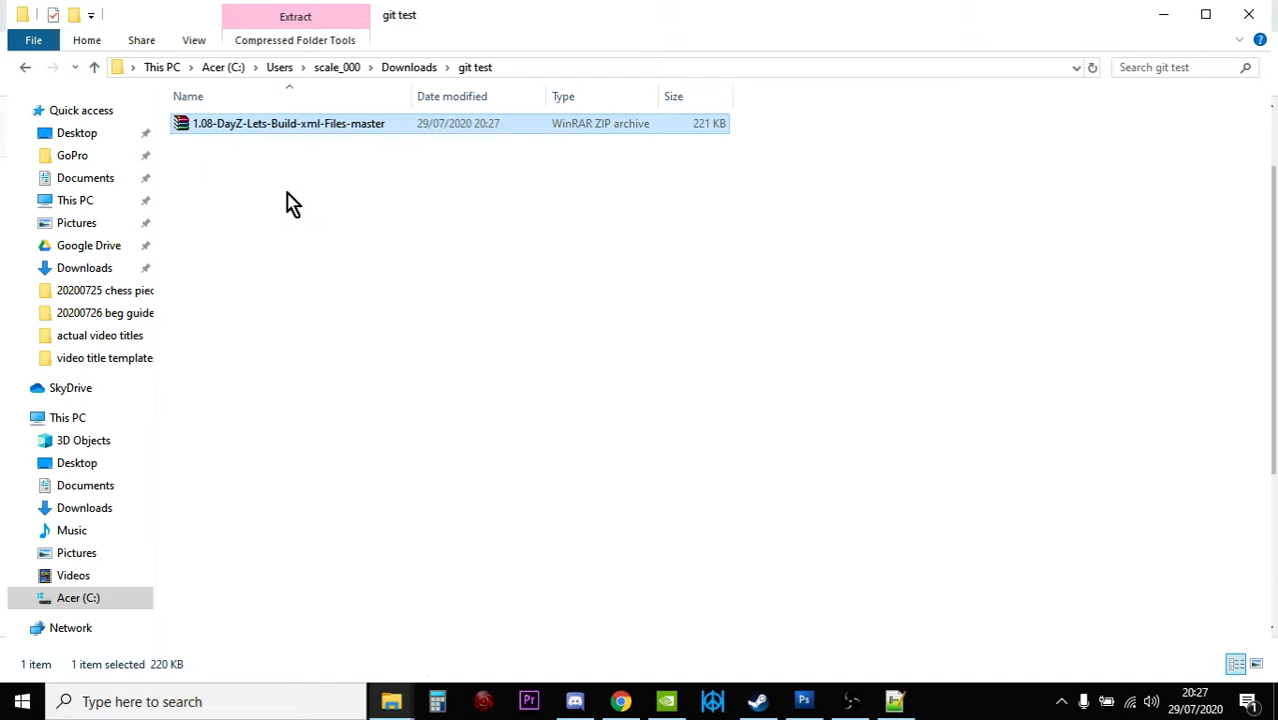 Extract
git test
File
Home
Share
View
Compressed Folder Tools
This PC
Acer (C:)
Users
scale_000
Downloads
git test
Search git test
Name
Date modified
Type
Size
1.08-DayZ-Lets-Build-xml-Files-master
29/07/2020 20:27
WinRAR ZIP archive
221 KB
Quick access
Desktop
GoPro
Documents
This PC
Pictures
Google Drive
Downloads
20200725 chess piec
20200726 beg guide
actual video titles
video title template
SkyDrive
This PC
3D Objects
Desktop
Documents
Downloads
Music
Pictures
Videos
Acer (C:)
Network
1 item
1 item selected 220 KB
Type here to search
Pr
Ps
20:27
29/07/2020
1